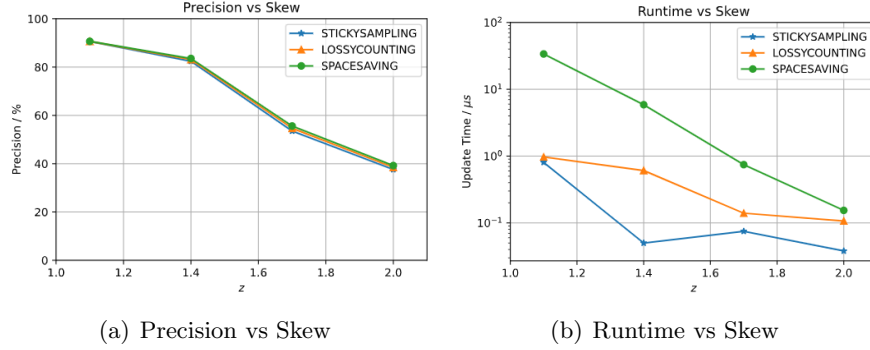 Precision vs Skew
Precision / %
100
80
60
40
20
0
1.0 1.2 1.4 1.6 1.8 2.0
z
STICKYSAMPLING
LOSSYCOUNTING
SPACESAVING
(a) Precision vs Skew
Runtime vs Skew
Update Time / μs
10²
10¹
10⁰
10⁻¹
1.0 1.2 1.4 1.6 1.8 2.0
z
STICKYSAMPLING
LOSSYCOUNTING
SPACESAVING
(b) Runtime vs Skew